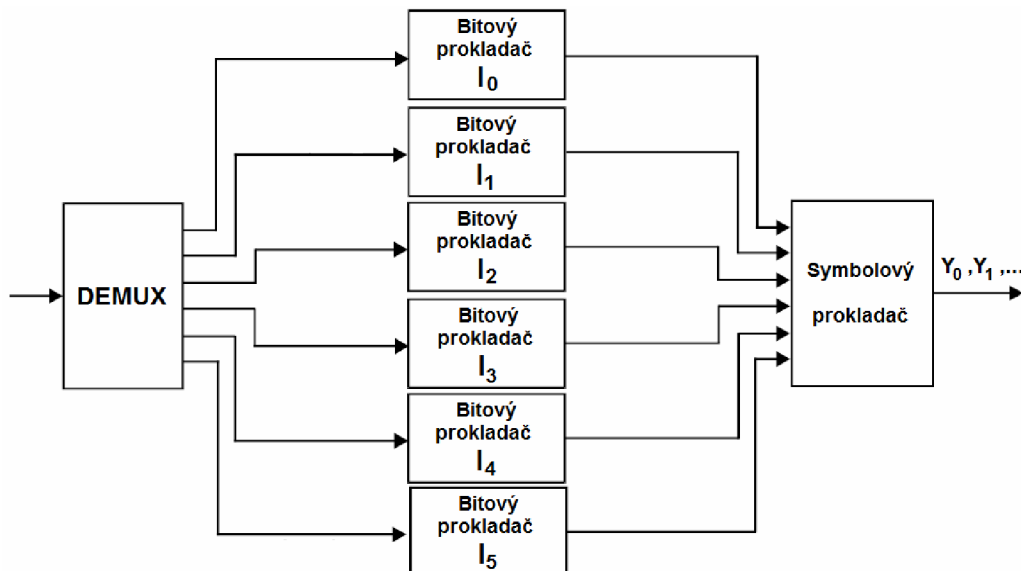 Bitový
prokladač
I0
Bitový
prokladač
I1
Bitový
prokladač
I2
Bitový
prokladač
I3
Bitový
prokladač
I4
Bitový
prokladač
I5
DEMUX
Symbolový
prokladač
Y0 ,Y1 ,...